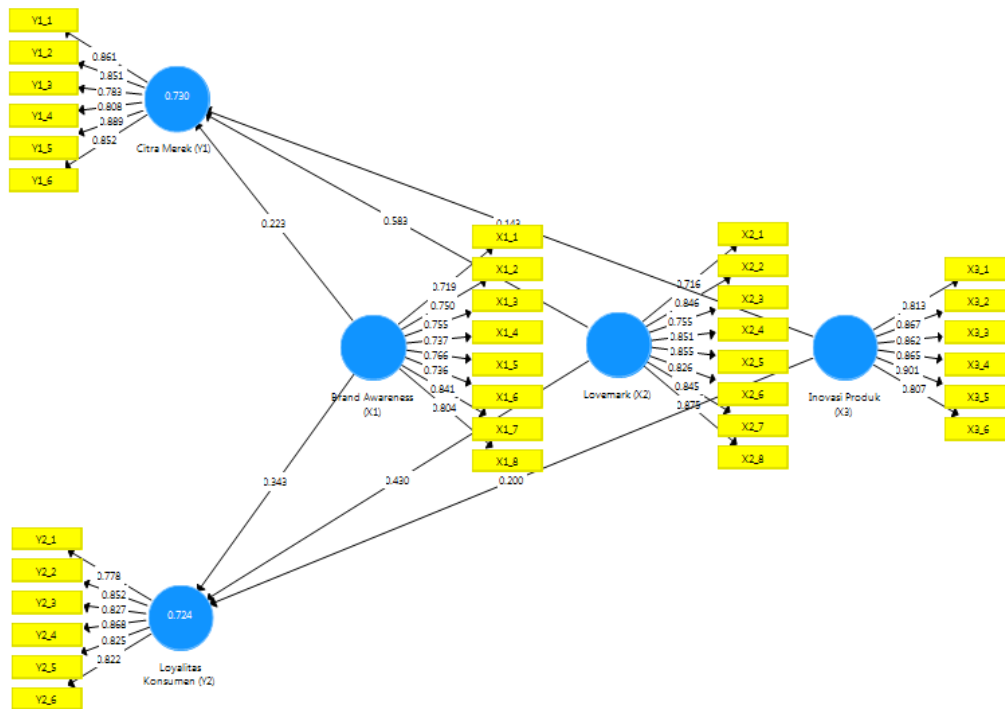 Y1_1
Y1_2
Y1_3
Y1_4
Y1_5
Y1_6
0.861
0.851
0.783
0.808
0.889
0.852
0.730
Citra Merek (Y1)
0.223
0.583
0.143
X1_1
X1_2
X1_3
X1_4
X1_5
X1_6
X1_7
X1_8
0.719
0.750
0.755
0.737
0.766
0.736
0.841
0.804
Brand Awareness
(X1)
X2_1
X2_2
X2_3
X2_4
X2_5
X2_6
X2_7
X2_8
0.716
0.846
0.755
0.851
0.855
0.826
0.845
0.875
Lovemark (X2)
X3_1
X3_2
X3_3
X3_4
X3_5
X3_6
0.813
0.867
0.862
0.865
0.901
0.807
Inovasi Produk
(X3)
0.343
0.430
0.200
Y2_1
Y2_2
Y2_3
Y2_4
Y2_5
Y2_6
0.778
0.852
0.827
0.868
0.825
0.822
0.724
Loyalitas
Konsumen (Y2)